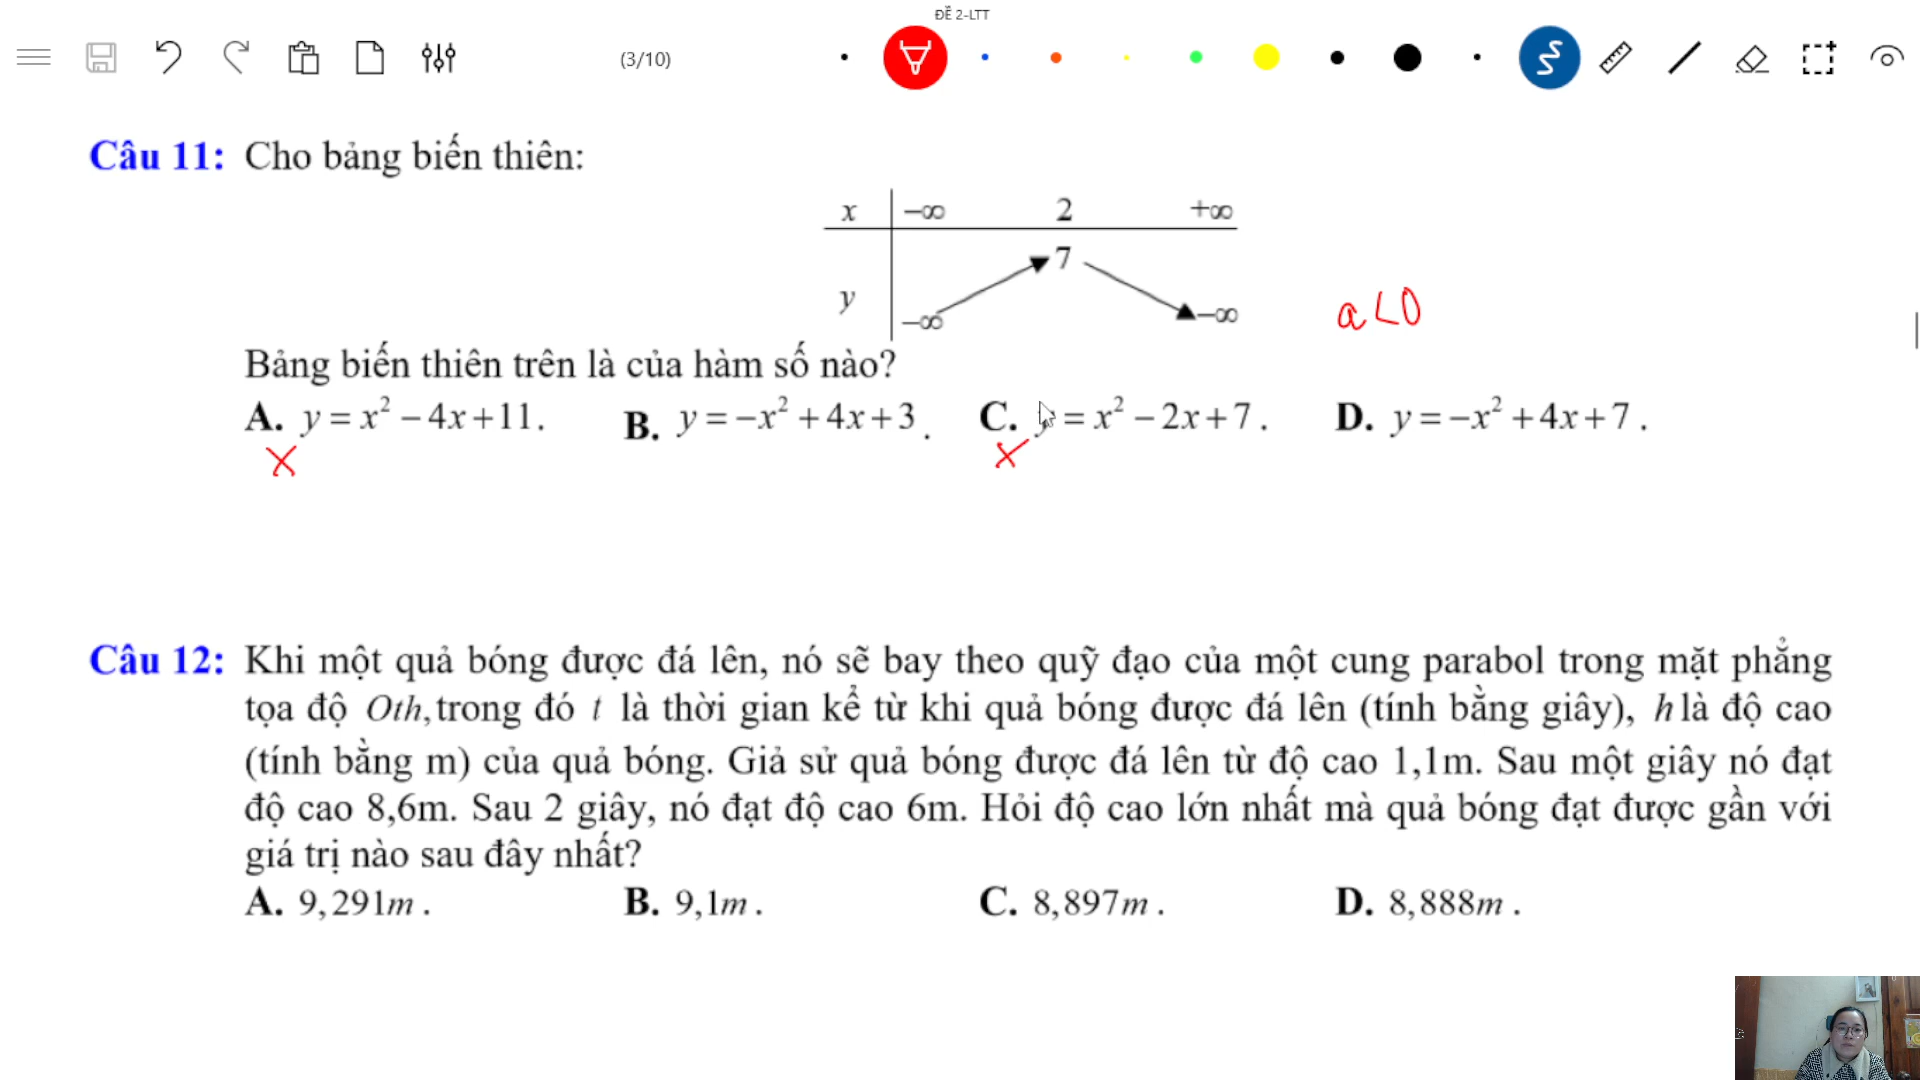 ĐỀ 2-LTT
(3/10)
Câu 11: Cho bảng biến thiên:
x −∞ 2 +∞
7
y
−∞ −∞
a<0
Bảng biến thiên trên là của hàm số nào?
A. y = x² − 4x + 11. B. y = −x² + 4x + 3. C. y = x² − 2x + 7. D. y = −x² + 4x + 7.
Câu 12: Khi một quả bóng được đá lên, nó sẽ bay theo quỹ đạo của một cung parabol trong mặt phẳng
tọa độ Oth, trong đó t là thời gian kể từ khi quả bóng được đá lên (tính bằng giây), h là độ cao
(tính bằng m) của quả bóng. Giả sử quả bóng được đá lên từ độ cao 1,1m. Sau một giây nó đạt
độ cao 8,6m. Sau 2 giây, nó đạt độ cao 6m. Hỏi độ cao lớn nhất mà quả bóng đạt được gần với
giá trị nào sau đây nhất?
A. 9,291m. B. 9,1m. C. 8,897m. D. 8,888m.